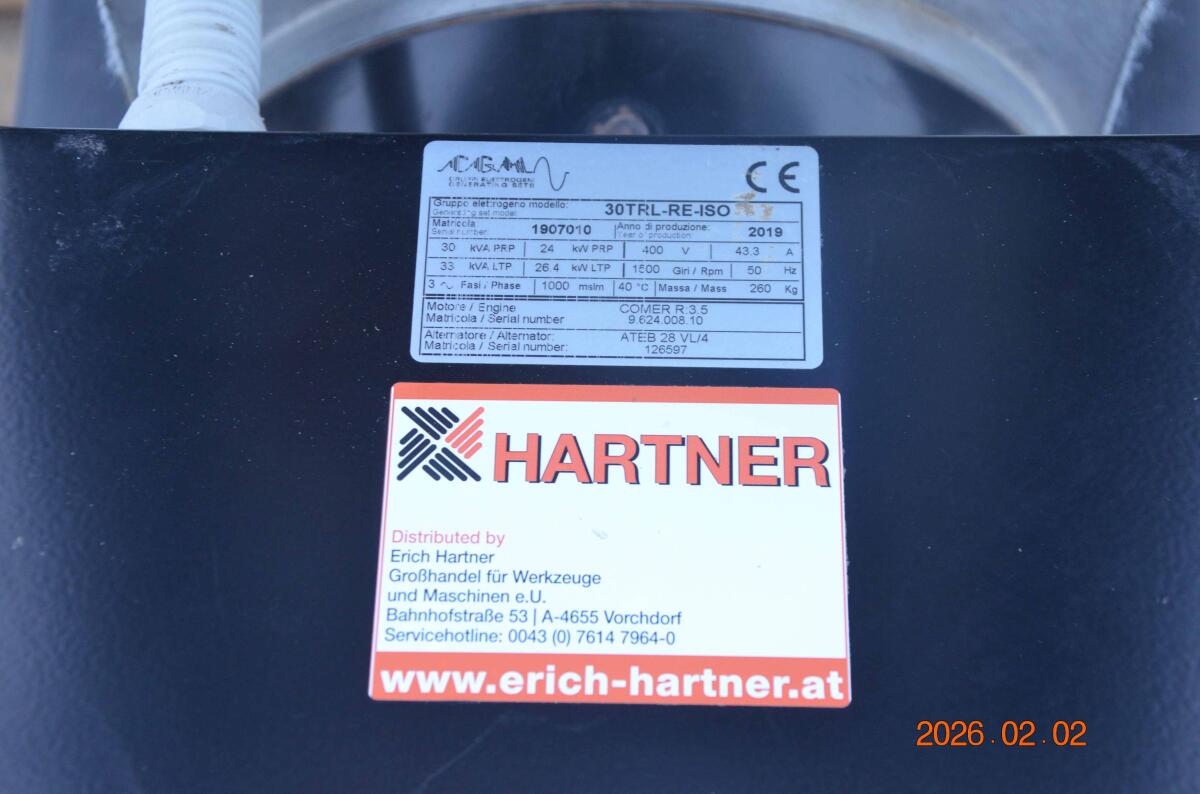 CGM
GRUPPI ELETTROGENI
GENERATING SETS
CE
Gruppo elettrogeno modello: 30TRL-RE-ISO
Generating set model:
Matricola 1907010 Anno di produzione: 2019
Serial number: Year of production:
30 kVA PRP 24 kW PRP 400 V 43.3 A
33 kVA LTP 26.4 kW LTP 1500 Giri / Rpm 50 Hz
3 ~ Fasi / Phase 1000 mslm 40 °C Massa / Mass 260 Kg
Motore / Engine COMER R:3.5
Matricola / Serial number 9.624.008.10
Alternatore / Alternator: ATEB 28 VL/4
Matricola / Serial number: 126597
HARTNER
Distributed by
Erich Hartner
Großhandel für Werkzeuge
und Maschinen e.U.
Bahnhofstraße 53 | A-4655 Vorchdorf
Servicehotline: 0043 (0) 7614 7964-0
www.erich-hartner.at
2026.02.02